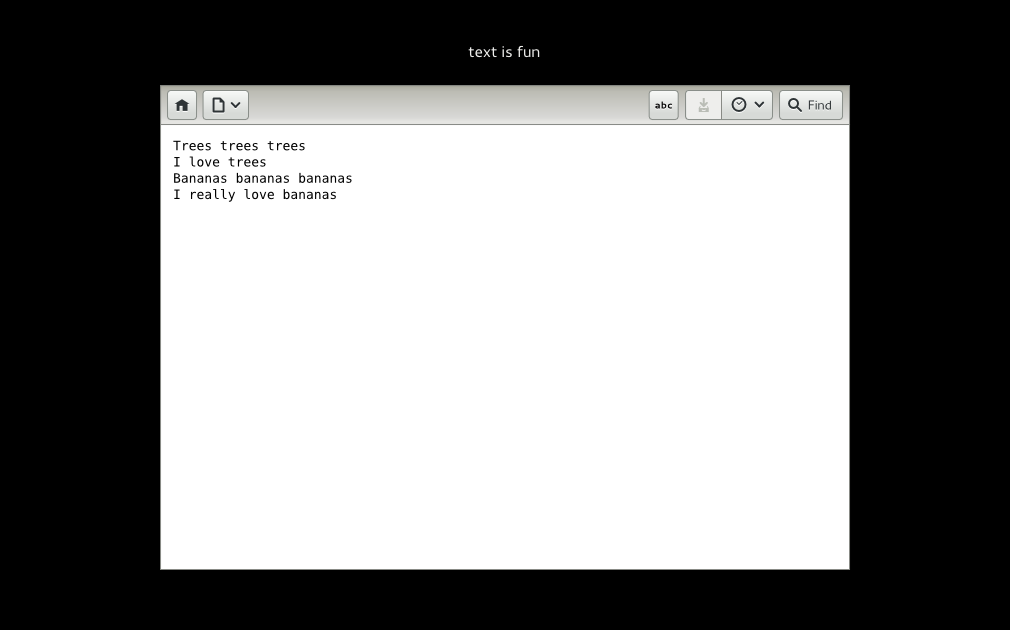 text is fun
abc
Find
Trees trees trees
I love trees
Bananas bananas bananas
I really love bananas